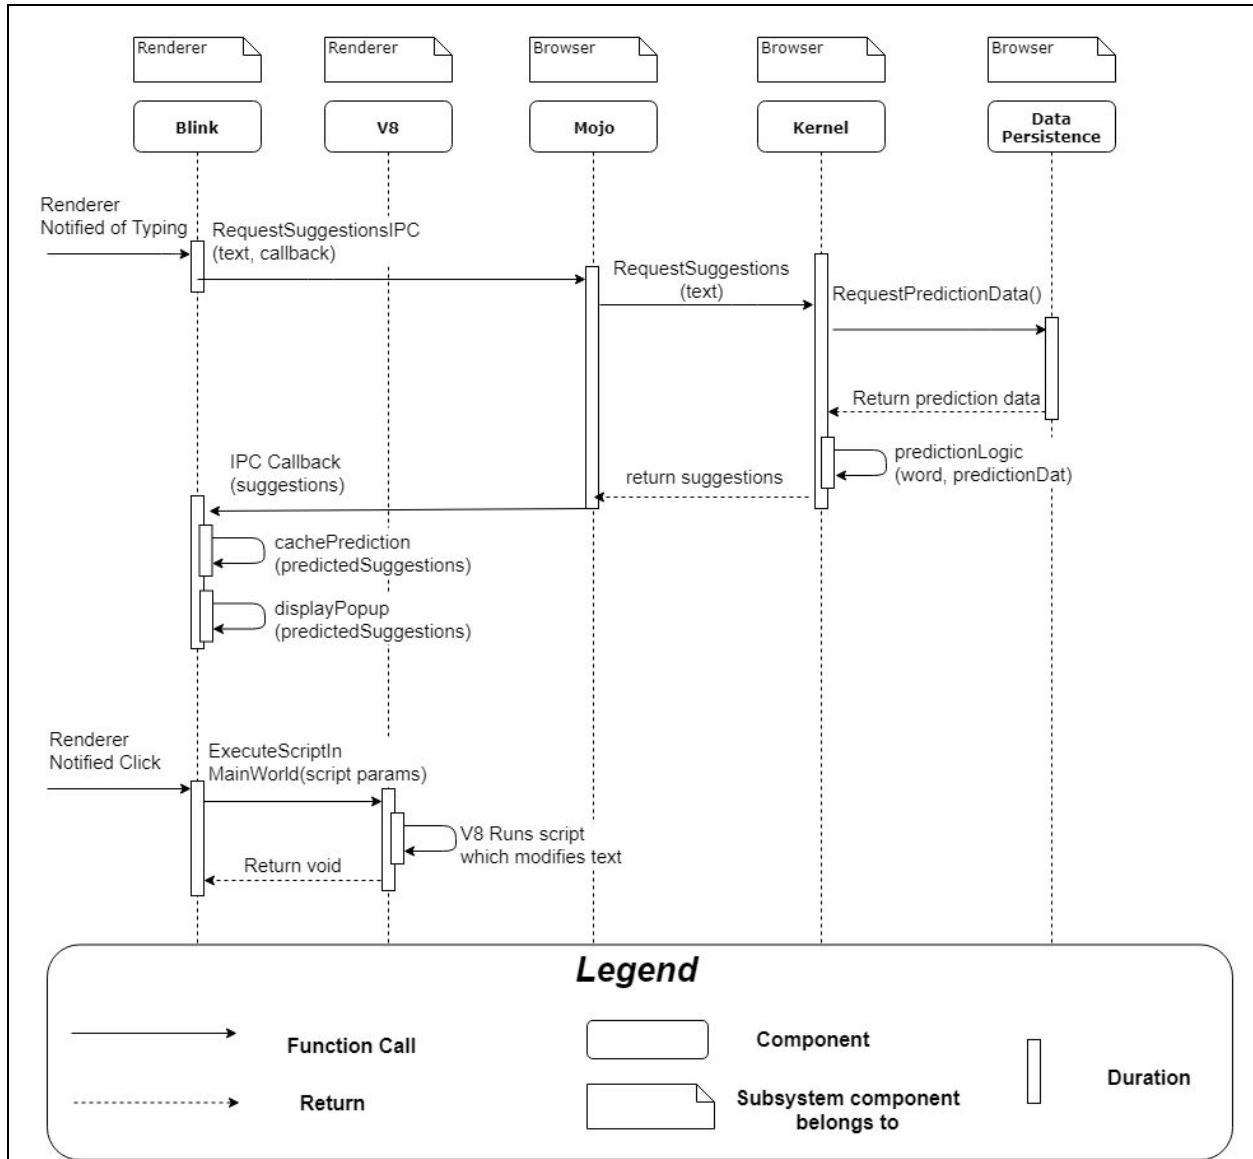 Renderer
Renderer
Browser
Browser
Browser
Blink
V8
Mojo
Kernel
Data
Persistence
Renderer
Notified of Typing
RequestSuggestionsIPC
(text, callback)
RequestSuggestions
(text)
RequestPredictionData()
Return prediction data
predictionLogic
(word, predictionDat)
return suggestions
IPC Callback
(suggestions)
cachePrediction
(predictedSuggestions)
displayPopup
(predictedSuggestions)
Renderer
Notified Click
ExecuteScriptIn
MainWorld(script params)
V8 Runs script
which modifies text
Return void
Legend
Function Call
Component
Duration
Return
Subsystem component
belongs to